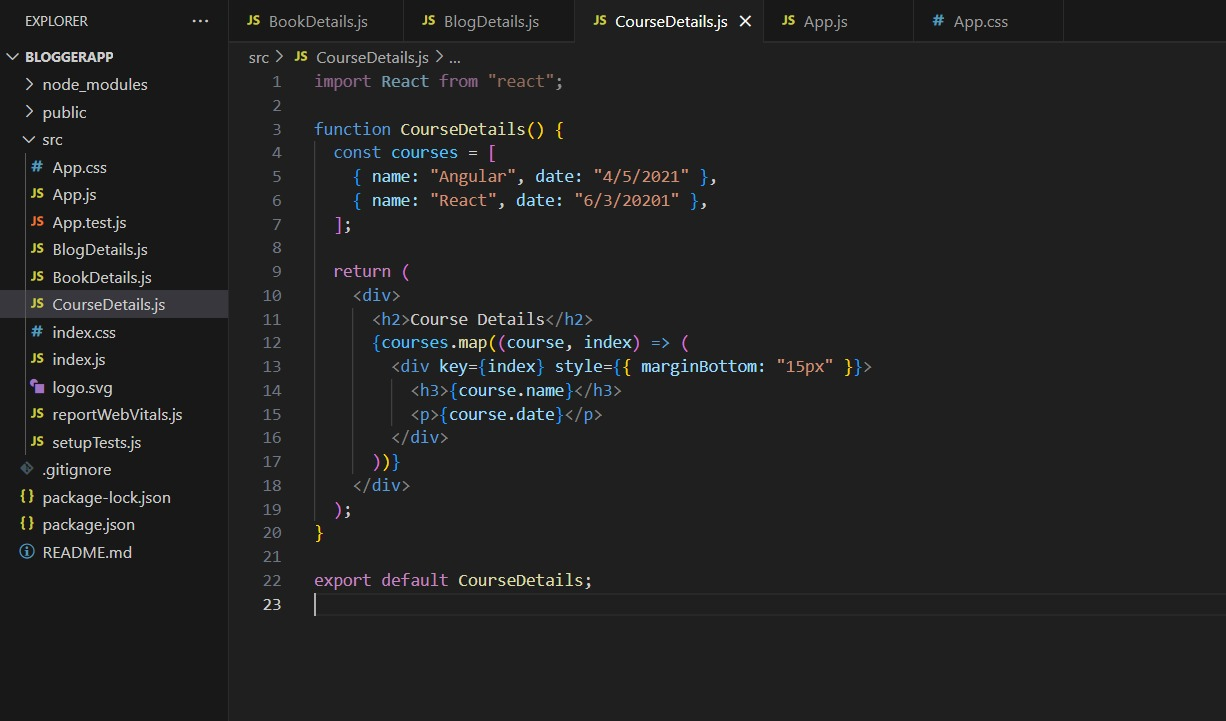 EXPLORER ...
BLOGGERAPP
node_modules
public
src
# App.css
JS App.js
JS App.test.js
JS BlogDetails.js
JS BookDetails.js
JS CourseDetails.js
# index.css
JS index.js
logo.svg
JS reportWebVitals.js
JS setupTests.js
.gitignore
{} package-lock.json
{} package.json
README.md
JS BookDetails.js
JS BlogDetails.js
JS CourseDetails.js
JS App.js
# App.css
src > JS CourseDetails.js > ...
1 import React from "react";
2
3 function CourseDetails() {
4   const courses = [
5     { name: "Angular", date: "4/5/2021" },
6     { name: "React", date: "6/3/20201" },
7   ];
8
9   return (
10     <div>
11       <h2>Course Details</h2>
12       {courses.map((course, index) => (
13         <div key={index} style={{ marginBottom: "15px" }}>
14           <h3>{course.name}</h3>
15           <p>{course.date}</p>
16         </div>
17       ))}
18     </div>
19   );
20 }
21
22 export default CourseDetails;
23